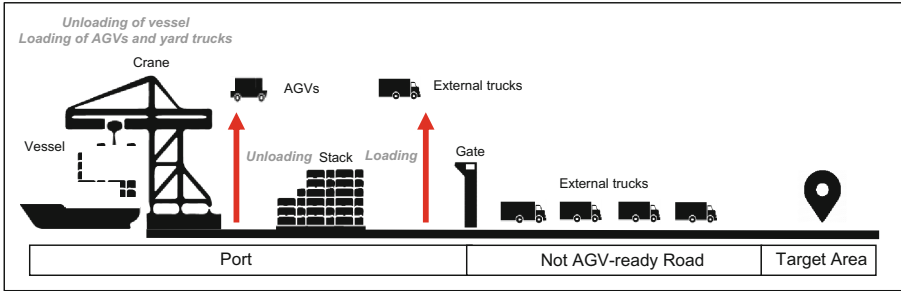 Unloading of vessel
Loading of AGVs and yard trucks
Crane
AGVs
External trucks
Vessel
Unloading
Stack
Loading
Gate
External trucks
Port
Not AGV-ready Road
Target Area